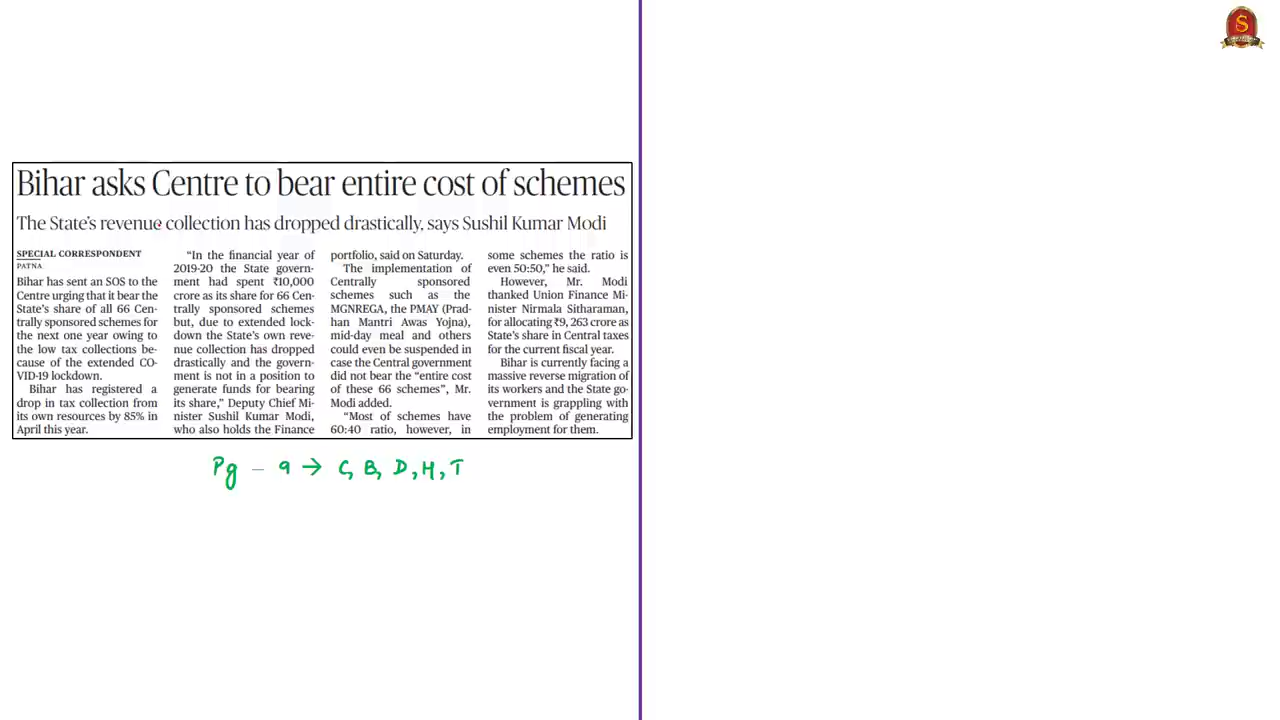 Bihar asks Centre to bear entire cost of schemes
The State's revenue collection has dropped drastically, says Sushil Kumar Modi
SPECIAL CORRESPONDENT
PATNA
Bihar has sent an SOS to the
Centre urging that it bear the
State's share of all 66 Cen-
trally sponsored schemes for
the next one year owing to
the low tax collections be-
cause of the extended CO-
VID-19 lockdown.
Bihar has registered a
drop in tax collection from
its own resources by 85% in
April this year.
"In the financial year of
2019-20 the State govern-
ment had spent ₹10,000
crore as its share for 66 Cen-
trally sponsored schemes
but, due to extended lock-
down the State's own reve-
nue collection has dropped
drastically and the govern-
ment is not in a position to
generate funds for bearing
its share," Deputy Chief Mi-
nister Sushil Kumar Modi,
who also holds the Finance
portfolio, said on Saturday.
The implementation of
Centrally sponsored
schemes such as the
MGNREGA, the PMAY (Prad-
han Mantri Awas Yojna),
mid-day meal and others
could even be suspended in
case the Central government
did not bear the "entire cost
of these 66 schemes", Mr.
Modi added.
"Most of schemes have
60:40 ratio, however, in
some schemes the ratio is
even 50:50," he said.
However, Mr. Modi
thanked Union Finance Mi-
nister Nirmala Sitharaman,
for allocating ₹9, 263 crore as
State's share in Central taxes
for the current fiscal year.
Bihar is currently facing a
massive reverse migration of
its workers and the State go-
vernment is grappling with
the problem of generating
employment for them.
Pg - 9 → C, B, D, H, T
S